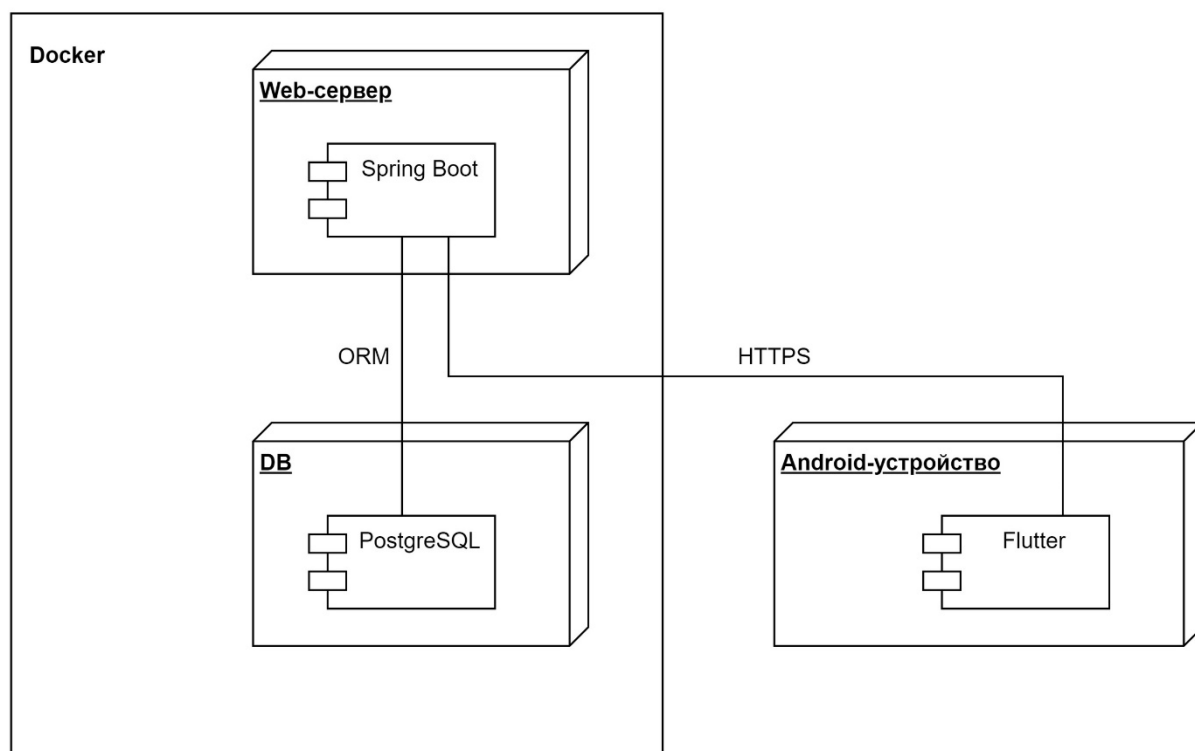 Docker
Web-сервер
Spring Boot
ORM
HTTPS
DB
PostgreSQL
Android-устройство
Flutter